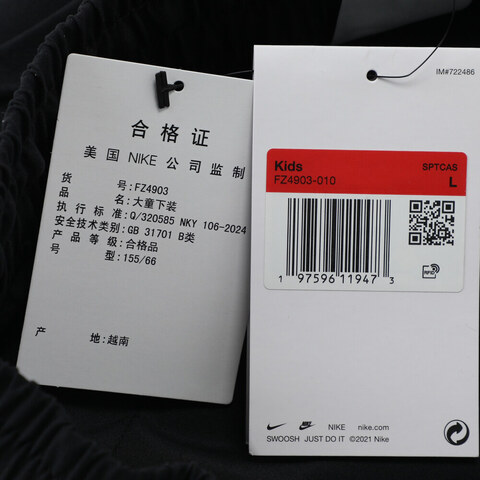 合格证
美国 NIKE 公司监制
货号:FZ4903
品名:大童下装
执行标准:Q/320585 NKY 106-2024
安全技术类别:GB 31701 B类
产品等级:合格品
型:155/66
产地:越南
IM#722486
Kids SPTCAS
FZ4903-010 L
1 97596 11947 3
RFID
NIKE nike.com
SWOOSH JUST DO IT ©2021 Nike